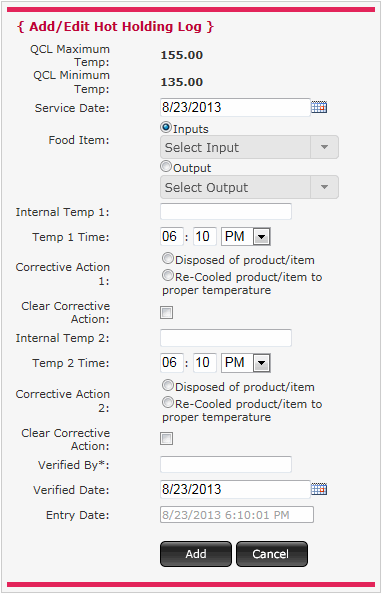 { Add/Edit Hot Holding Log }
QCL Maximum
Temp:
155.00
QCL Minimum
Temp:
135.00
Service Date:
8/23/2013
Food Item:
Inputs
Select Input
Output
Select Output
Internal Temp 1:
Temp 1 Time:
06 : 10 PM
Corrective Action
1:
Disposed of product/item
Re-Cooled product/item to
proper temperature
Clear Corrective
Action:
Internal Temp 2:
Temp 2 Time:
06 : 10 PM
Corrective Action
2:
Disposed of product/item
Re-Cooled product/item to
proper temperature
Clear Corrective
Action:
Verified By*:
Verified Date:
8/23/2013
Entry Date:
8/23/2013 6:10:01 PM
Add
Cancel